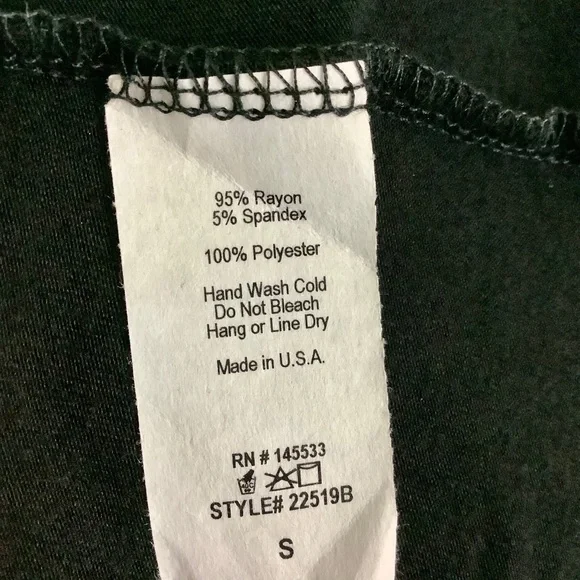 95% Rayon
5% Spandex
100% Polyester
Hand Wash Cold
Do Not Bleach
Hang or Line Dry
Made in U.S.A.
RN # 145533
STYLE# 22519B
S